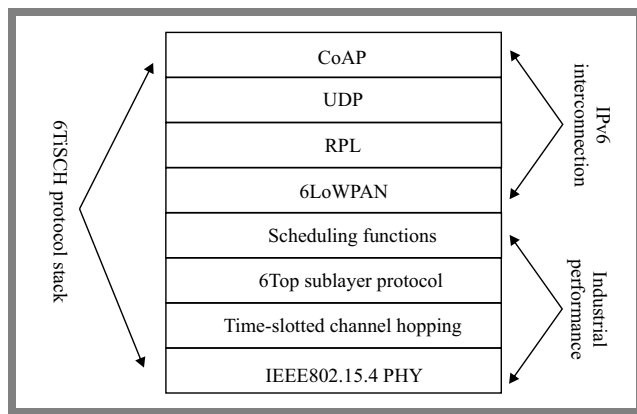 6TiSCH protocol stack
CoAP
UDP
RPL
6LoWPAN
Scheduling functions
6Top sublayer protocol
Time-slotted channel hopping
IEEE802.15.4 PHY
IPv6
interconnection
Industrial
performance